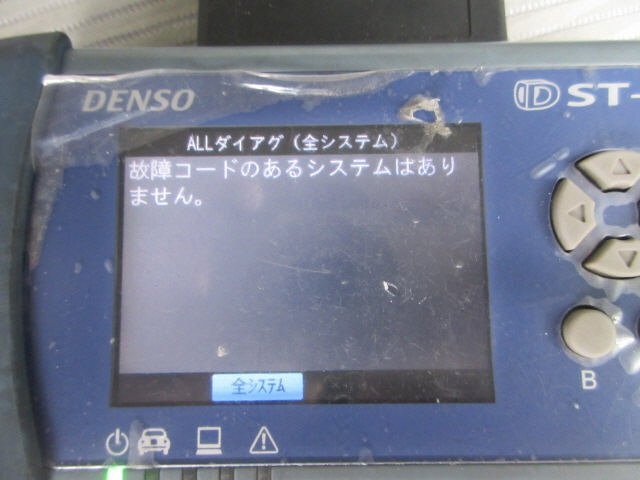 DENSO
DST-
ALLダイアグ(全システム)
故障コードのあるシステムはあり
ません。
全システム
B